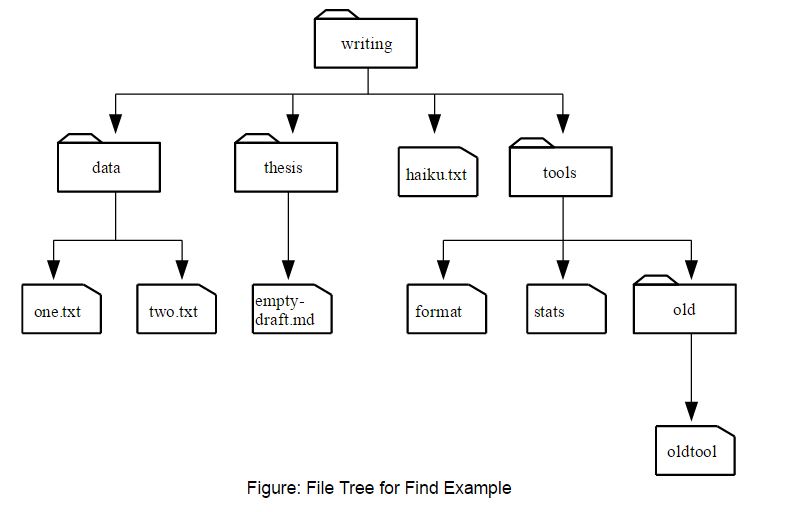 writing
data
thesis
haiku.txt
tools
one.txt
two.txt
empty-
draft.md
format
stats
old
oldtool
Figure: File Tree for Find Example